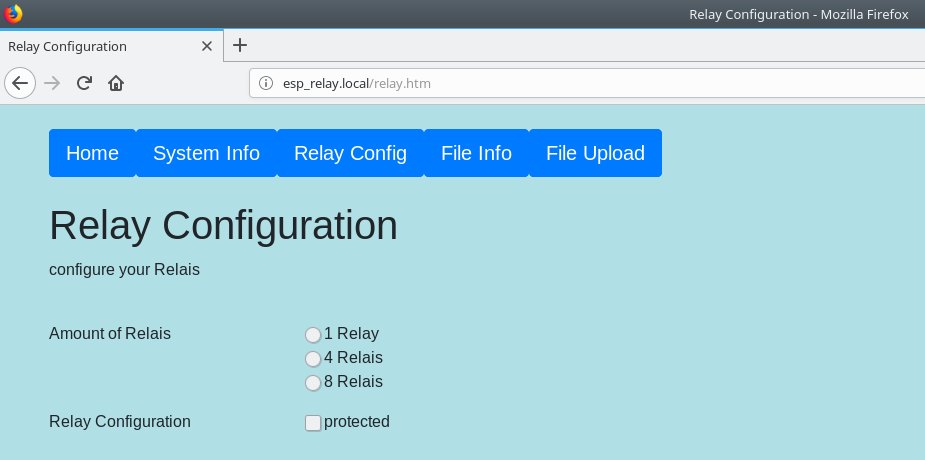 Relay Configuration - Mozilla Firefox
Relay Configuration
esp_relay.local/relay.htm
Home System Info Relay Config File Info File Upload
Relay Configuration
configure your Relais
Amount of Relais 1 Relay
4 Relais
8 Relais
Relay Configuration protected